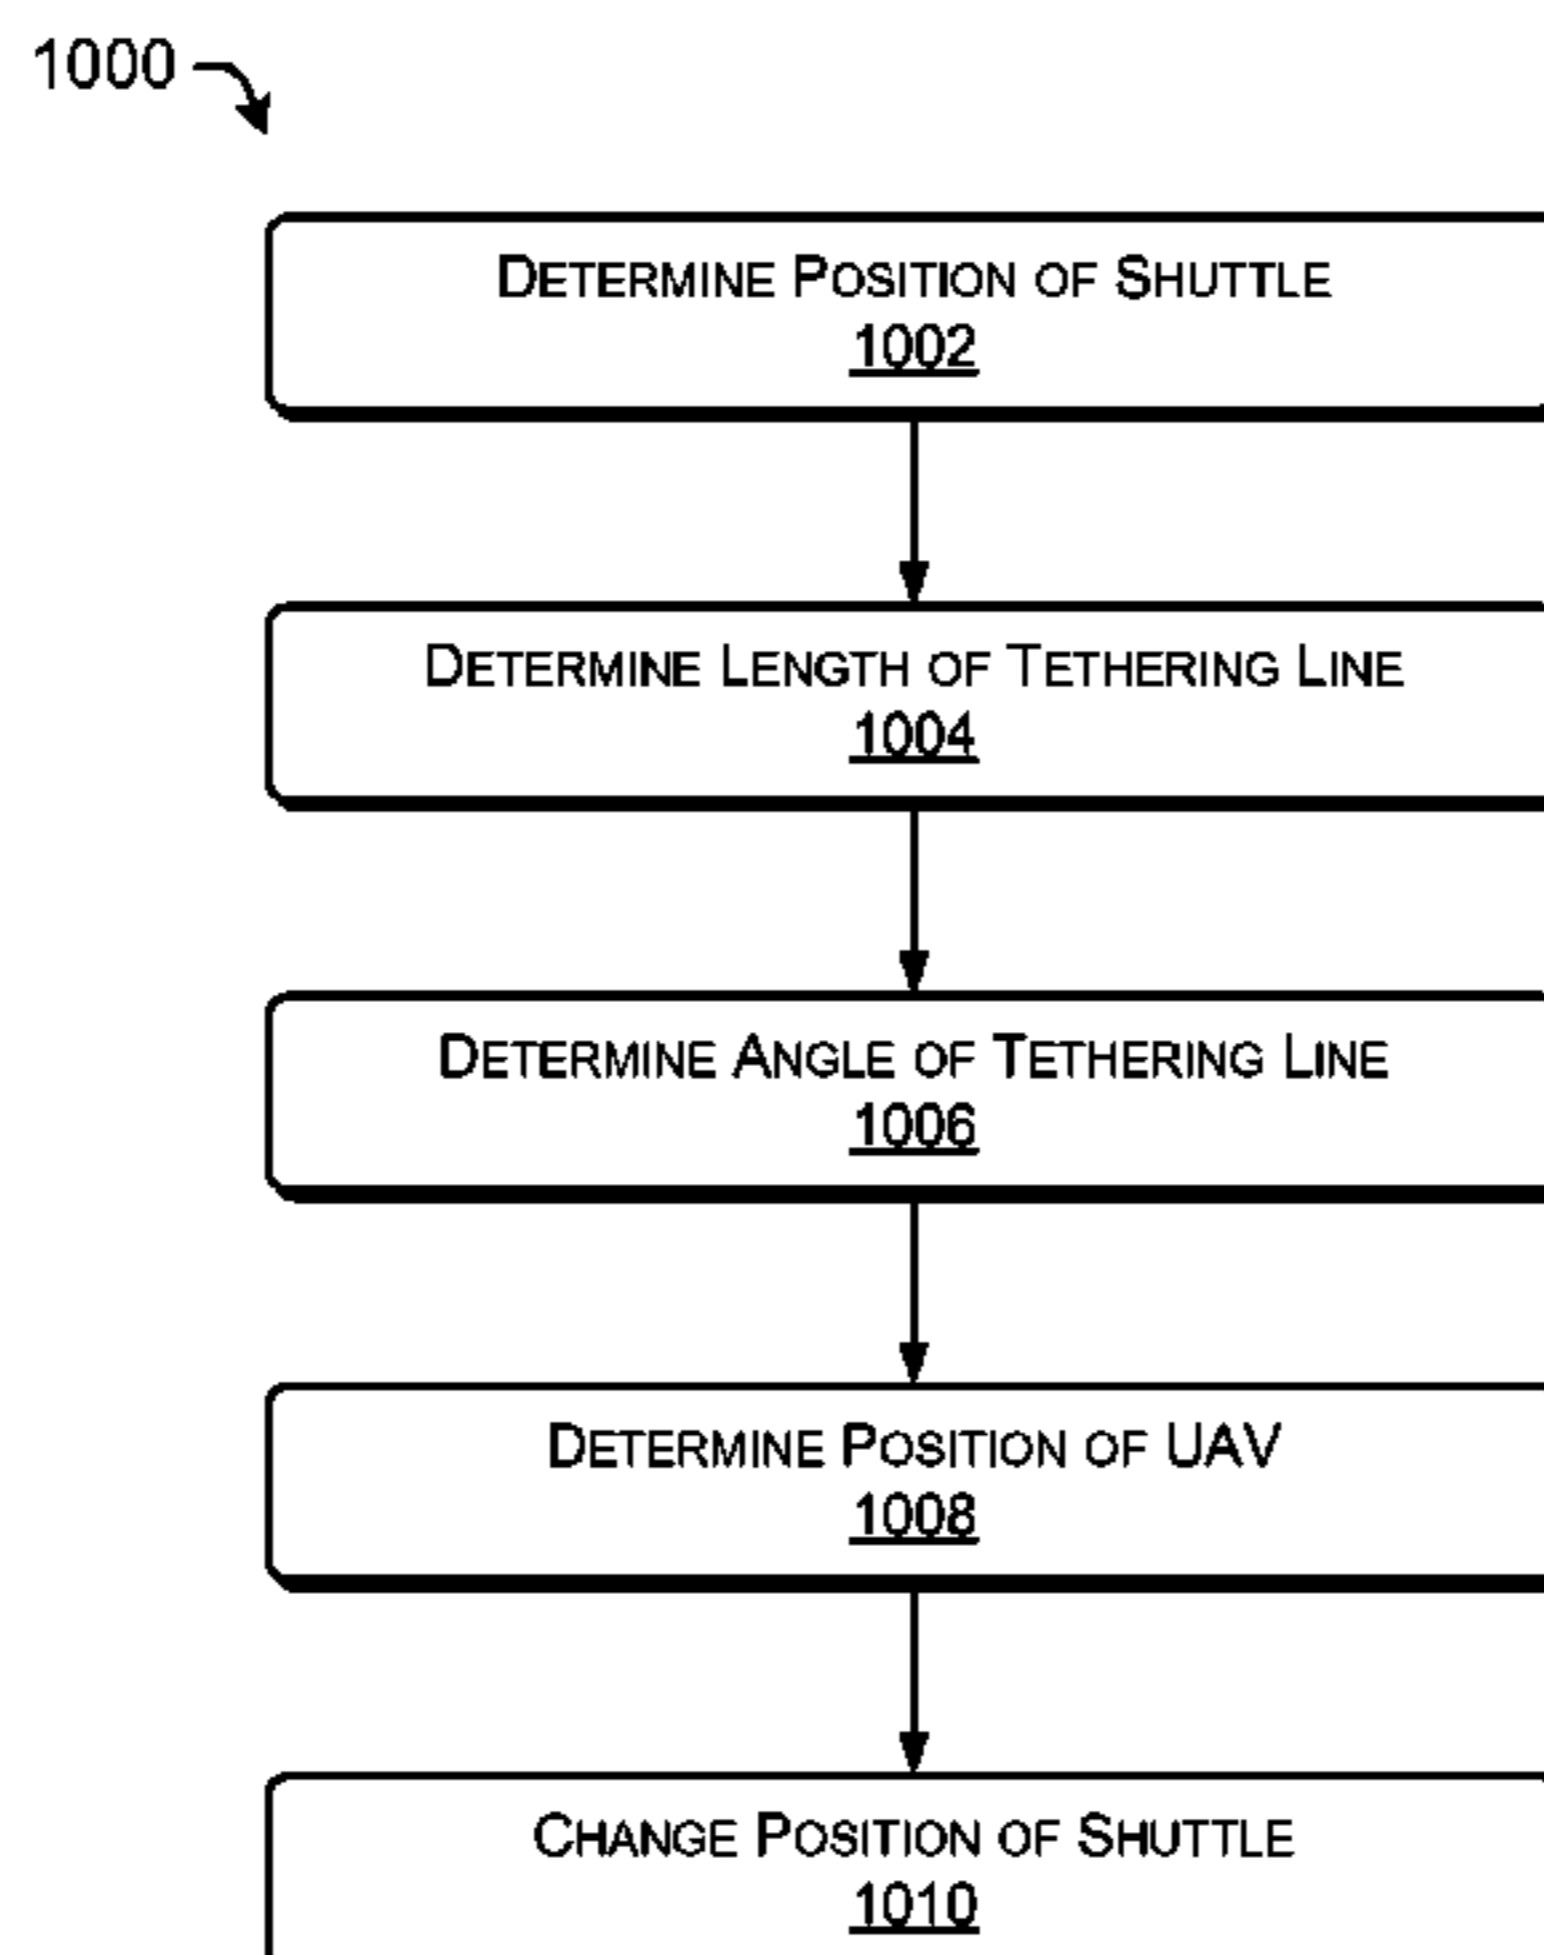 1000
DETERMINE POSITION OF SHUTTLE
1002
DETERMINE LENGTH OF TETHERING LINE
1004
DETERMINE ANGLE OF TETHERING LINE
1006
DETERMINE POSITION OF UAV
1008
CHANGE POSITION OF SHUTTLE
1010